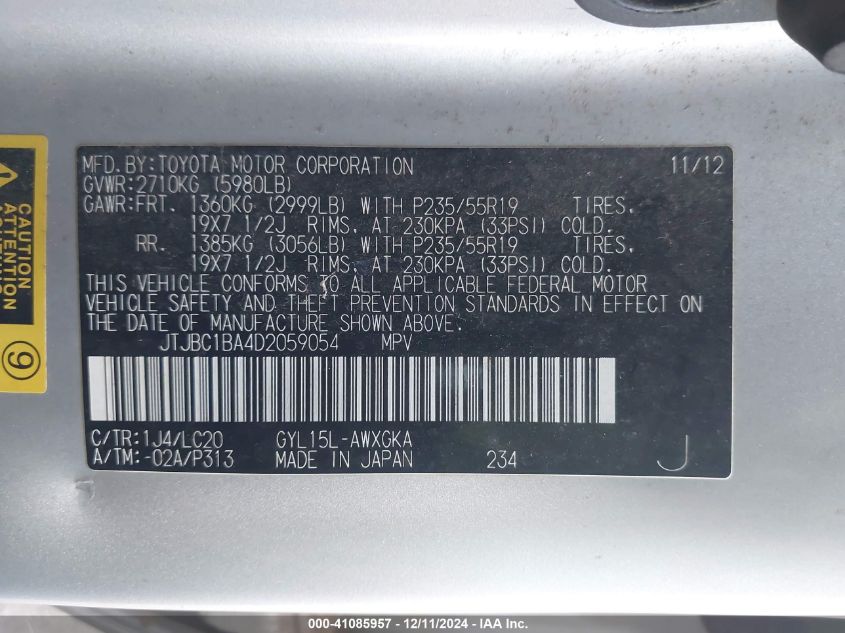 MFD.BY:TOYOTA MOTOR CORPORATION 11/12
GVWR:2710KG (5980LB)
GAWR:FRT. 1360KG (2999LB) WITH P235/55R19 TIRES,
19X7 1/2J RIMS, AT 230KPA (33PSI) COLD.
RR. 1385KG (3056LB) WITH P235/55R19 TIRES,
19X7 1/2J RIMS, AT 230KPA (33PSI) COLD.
THIS VEHICLE CONFORMS TO ALL APPLICABLE FEDERAL MOTOR
VEHICLE SAFETY AND THEFT PREVENTION STANDARDS IN EFFECT ON
THE DATE OF MANUFACTURE SHOWN ABOVE.
JTJBC1BA4D2059054 MPV
C/TR:1J4/LC20 GYL15L-AWXGKA
A/TM:-02A/P313 MADE IN JAPAN 234 J
CAUTION
ATTENTION
9
000-41085957 - 12/11/2024 - IAA Inc.